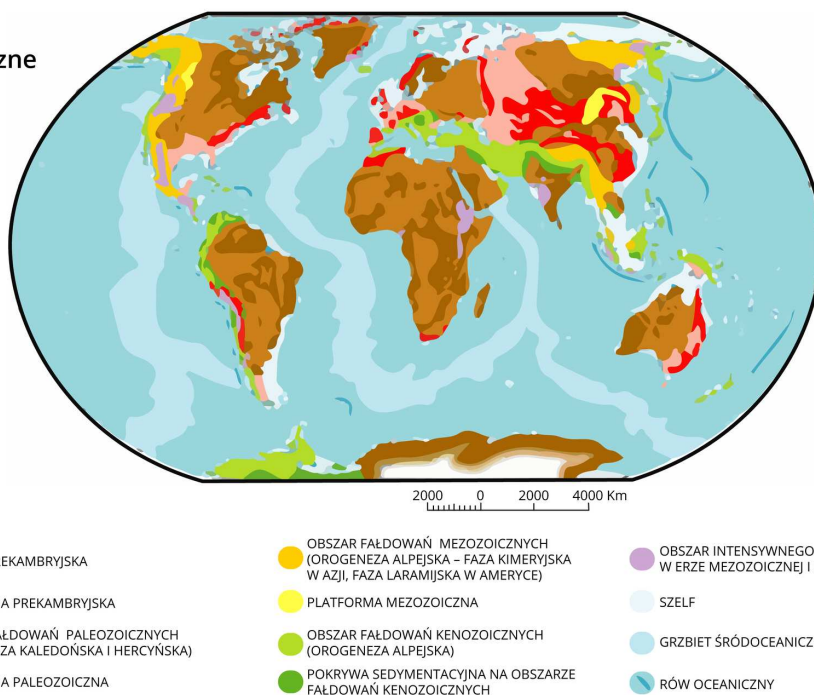 zne
2000 0 2000 4000 Km
EKAMBRYJSKA
A PREKAMBRYJSKA
AŁDOWAŃ PALEOZOICZNYCH
ZA KALEDOŃSKA I HERCYŃSKA)
A PALEOZOICZNA
OBSZAR FAŁDOWAŃ MEZOZOICZNYCH
(OROGENEZA ALPEJSKA – FAZA KIMERYJSKA
W AZJI, FAZA LARAMIJSKA W AMERYCE)
PLATFORMA MEZOZOICZNA
OBSZAR FAŁDOWAŃ KENOZOICZNYCH
(OROGENEZA ALPEJSKA)
POKRYWA SEDYMENTACYJNA NA OBSZARZE
FAŁDOWAŃ KENOZOICZNYCH
OBSZAR INTENSYWNEGO
W ERZE MEZOZOICZNEJ I
SZELF
GRZBIET ŚRÓDOCEANICZ
RÓW OCEANICZNY